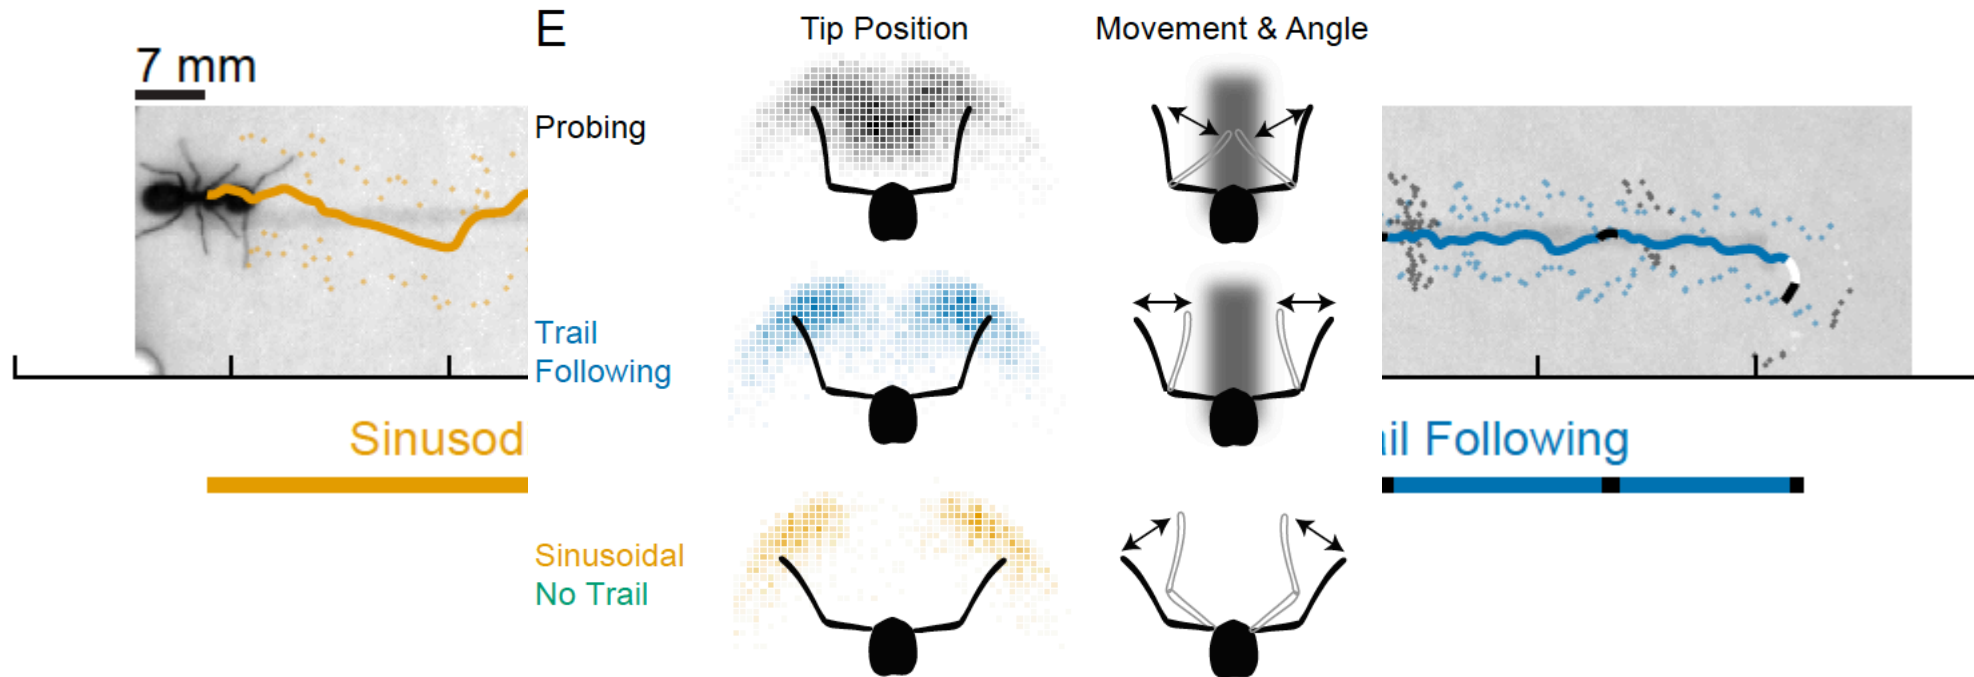 E
Tip Position
Movement & Angle
7 mm
Probing
Trail
Following
Sinusod
il Following
Sinusoidal
No Trail